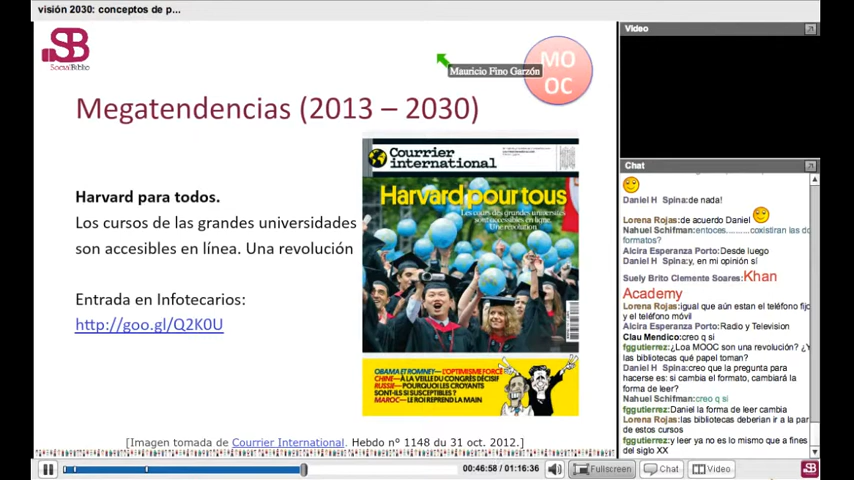 visión 2030: conceptos de p...
SB
SocialBiblio
Mauricio Fino Garzón
MO
OC
Megatendencias (2013 – 2030)
Harvard para todos.
Los cursos de las grandes universidades
son accesibles en línea. Una revolución
Entrada en Infotecarios:
http://goo.gl/Q2K0U
Courrier
international
Harvard pour tous
Les cours des grandes universités
sont accessibles en ligne.
Une révolution
OBAMA ET ROMNEY— L'OPTIMISME FORCÉ
CHINE— À LA VEILLE DU CONGRÈS DÉCISIF
RUSSIE— POURQUOI LES CROYANTS
SONT-ILS SI SUSCEPTIBLES ?
MAROC— LE ROI REPREND LA MAIN
[Imagen tomada de Courrier International. Hebdo n° 1148 du 31 oct. 2012.]
00:46:58 / 01:16:36
Fullscreen
Chat
Video
Video
Chat
Daniel H Spina: de nada!
Lorena Rojas:de acuerdo Daniel
Nahuel Schifman:entoces..........coxistiran las do
formatos?
Alcira Esperanza Porto:Desde luego
Daniel H Spina:y, en mi opinión sí
Suely Brito Clemente Soares:Khan
Academy
Lorena Rojas:igual que aún estan el teléfono fijo
y el teléfono móvil
Alcira Esperanza Porto:Radio y Television
Clau Mendico:creo q si
fggutierrez:¿Loa MOOC son una revolución? ¿Y
las bibliotecas qué papel toman?
Daniel H Spina:creo que la pregunta para
hacerse es: si cambia el formato, cambiará la
forma de leer?
Nahuel Schifman:creo q si
fggutierrez:Daniel la forma de leer cambia
Lorena Rojas:las bibliotecas deberian ir a la par
de estos cursos
fggutierrez:y leer ya no es lo mismo que a fines
del siglo XX